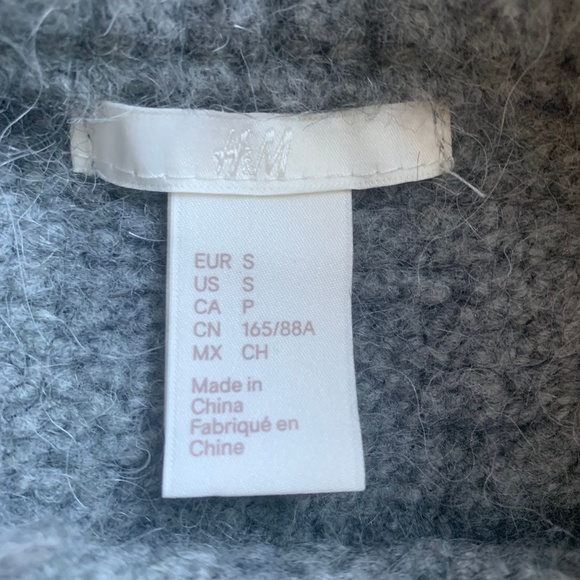 H&M
EUR S
US S
CA P
CN 165/88A
MX CH
Made in
China
Fabriqué en
Chine